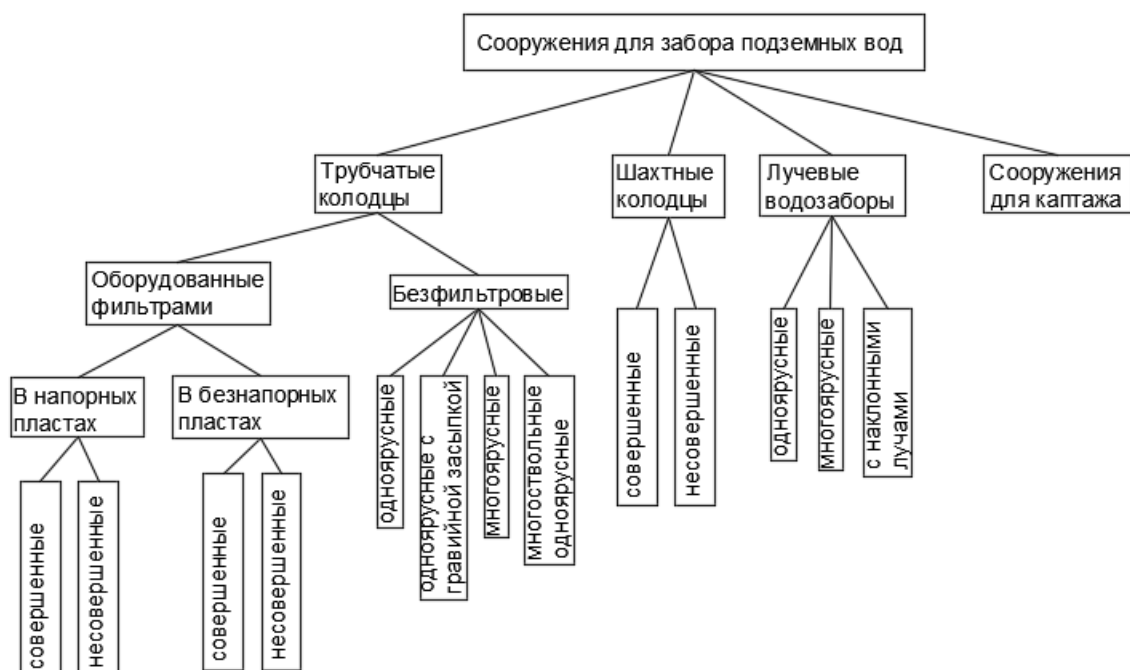 Сооружения для забора подземных вод
Трубчатые
колодцы
Шахтные
колодцы
Лучевые
водозаборы
Сооружения
для каптажа
Оборудованные
фильтрами
Безфильтровые
В напорных
пластах
В безнапорных
пластах
совершенные
несовершенные
совершенные
несовершенные
одноярусные
одноярусные с
гравийной засыпкой
многоярусные
многоствольные
одноярусные
совершенные
несовершенные
одноярусные
многоярусные
с наклонными
лучами